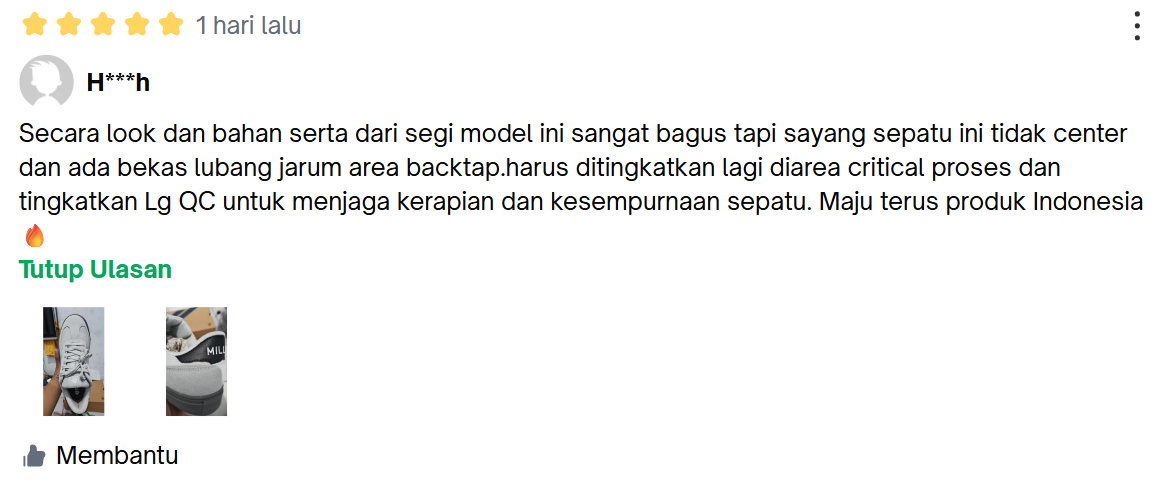 1 hari lalu
H***h
Secara look dan bahan serta dari segi model ini sangat bagus tapi sayang sepatu ini tidak center
dan ada bekas lubang jarum area backtap.harus ditingkatkan lagi diarea critical proses dan
tingkatkan Lg QC untuk menjaga kerapian dan kesempurnaan sepatu. Maju terus produk Indonesia
🔥
Tutup Ulasan
MILL
Membantu